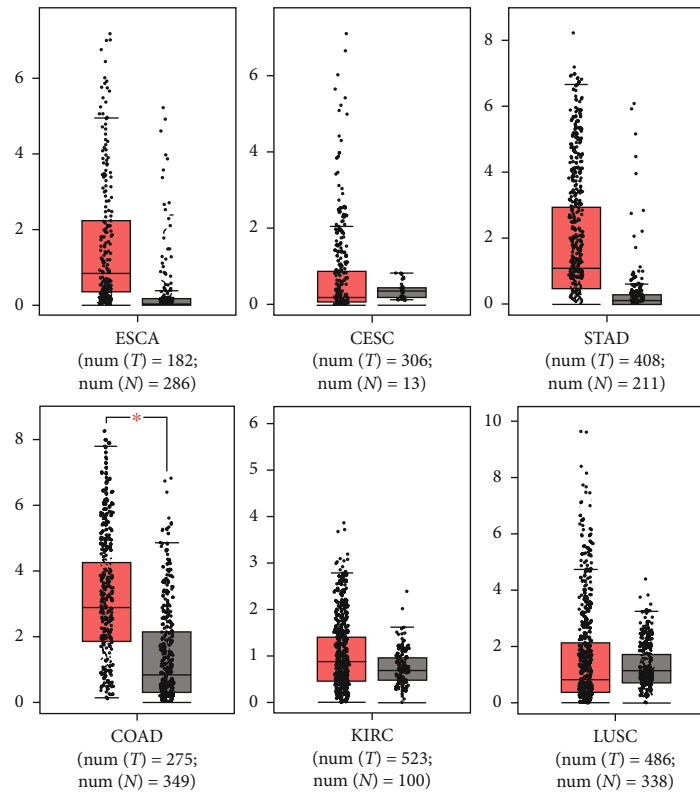 6
4
2
0
ESCA
(num (T) = 182;
num (N) = 286)
6
4
2
0
CESC
(num (T) = 306;
num (N) = 13)
8
6
4
2
0
STAD
(num (T) = 408;
num (N) = 211)
8
6
4
2
0
*
COAD
(num (T) = 275;
num (N) = 349)
6
5
4
3
2
1
0
KIRC
(num (T) = 523;
num (N) = 100)
10
8
6
4
2
0
LUSC
(num (T) = 486;
num (N) = 338)